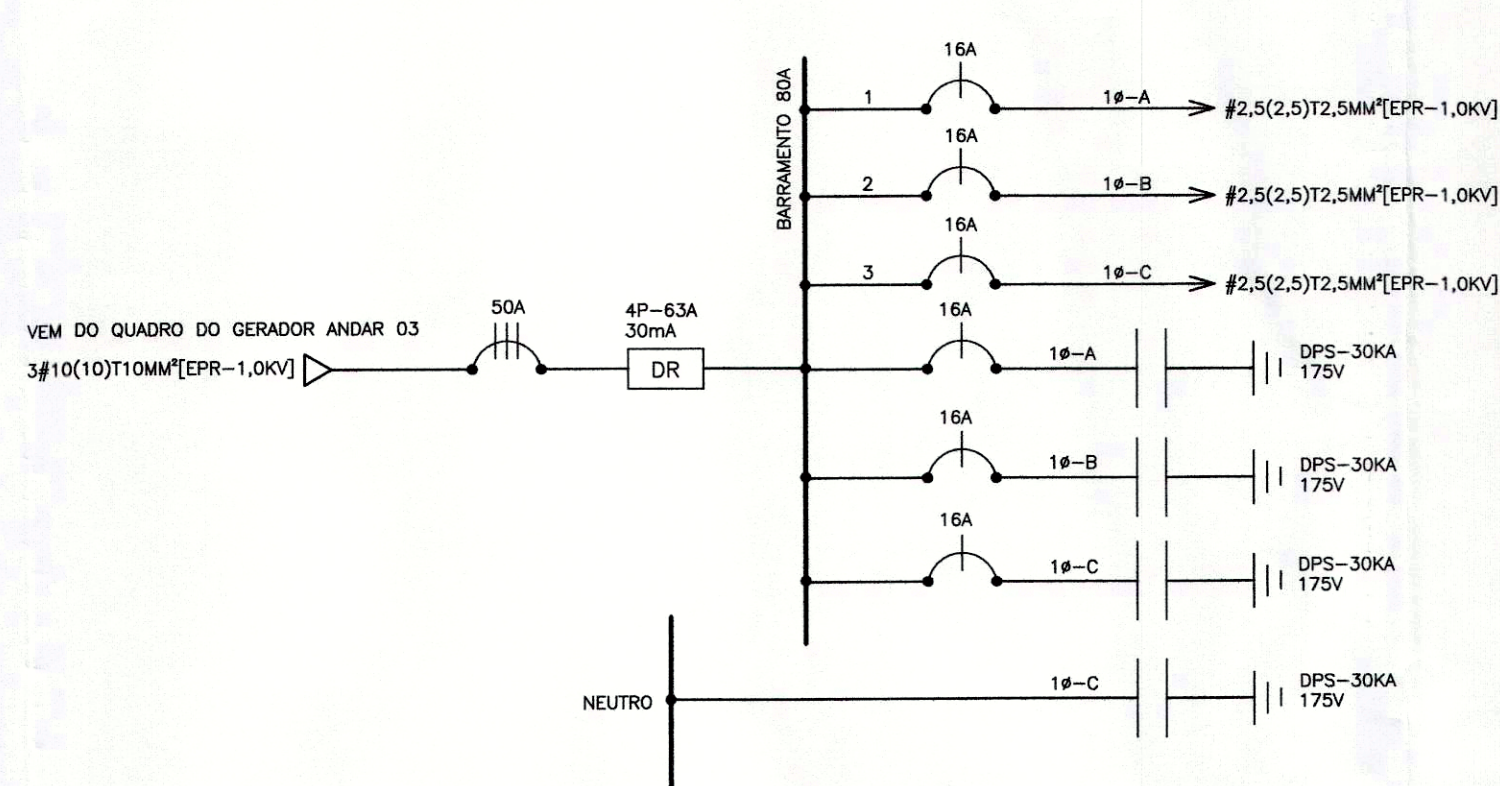 16A
1
1ø-A
#2,5(2,5)T2,5MM²[EPR-1,0KV]
BARRAMENTO 80A
16A
2
1ø-B
#2,5(2,5)T2,5MM²[EPR-1,0KV]
16A
3
1ø-C
#2,5(2,5)T2,5MM²[EPR-1,0KV]
VEM DO QUADRO DO GERADOR ANDAR 03
3#10(10)T10MM²[EPR-1,0KV]
50A
4P-63A
30mA
DR
16A
1ø-A
DPS-30KA
175V
16A
1ø-B
DPS-30KA
175V
16A
1ø-C
DPS-30KA
175V
NEUTRO
1ø-C
DPS-30KA
175V